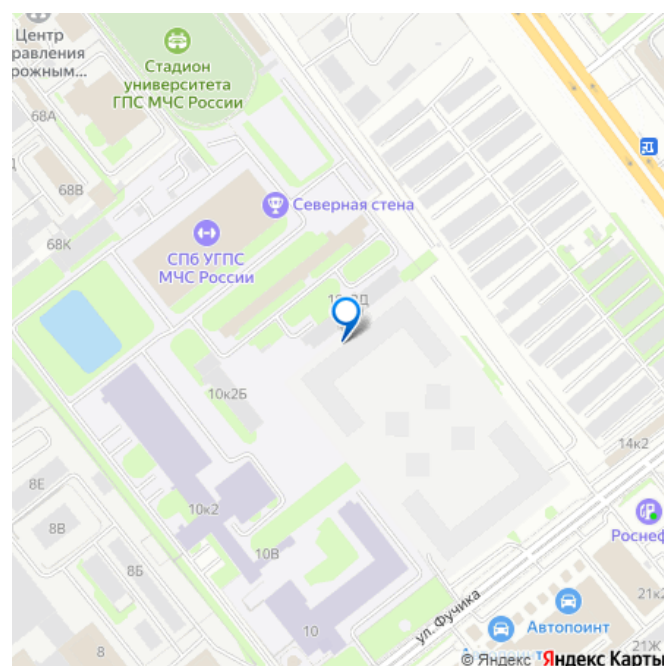 Центр
равления
рожным...
Стадион
университета
ГПС МЧС России
68А
68В
Северная стена
68К
СПб УГПС
МЧС России
10к2Б
14к2
8Е
10к2
Роснеф
8В
10В
8Б
21к2
ул. Фучика
Автопоинт
10
8
21Ж
© Яндекс Яндекс Карты